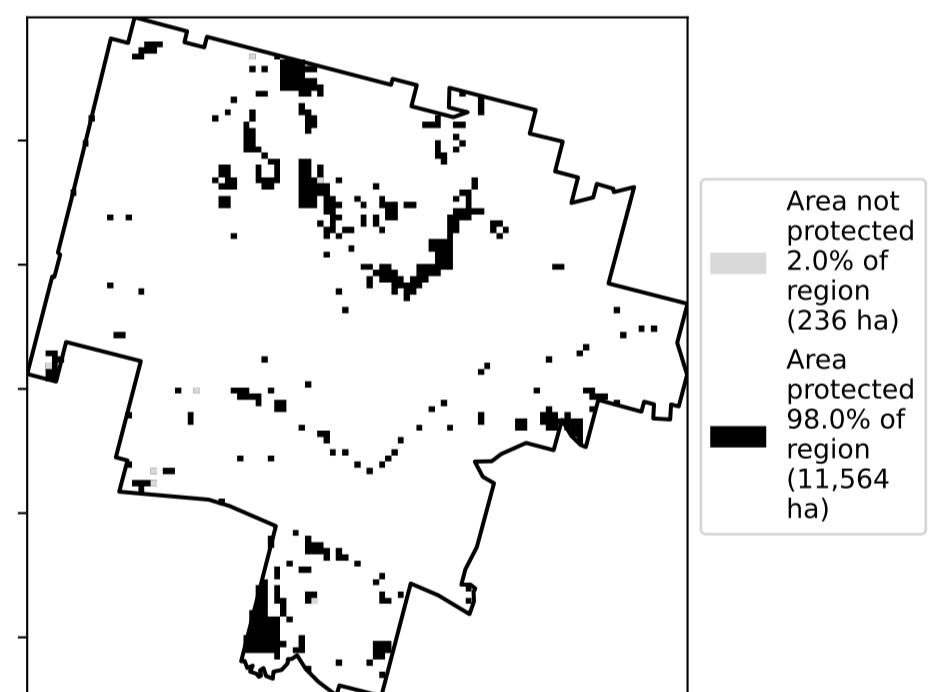 Area not
protected
2.0% of
region
(236 ha)
Area
protected
98.0% of
region
(11,564
ha)